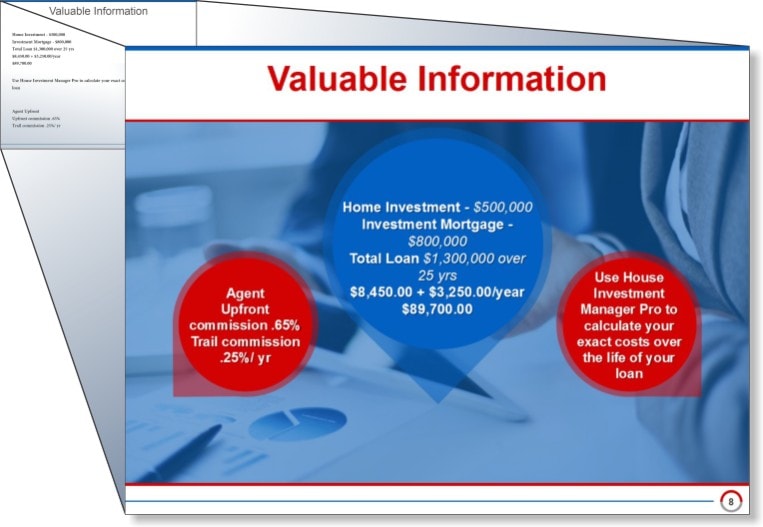 Valuable Information
Home Investment - $500,000
Investment Mortgage - $800,000
Total Loan $1,300,000 over 25 yrs
$8,450.00 + $3,250.00/year
$89,700.00
Use Home Investment Manager Pro to calculate your exact
loan
Agent Upfront
Upfront commission .65%
Trail commission .25%/ yr
Valuable Information
Home Investment - $500,000
Investment Mortgage -
$800,000
Total Loan $1,300,000 over
25 yrs
$8,450.00 + $3,250.00/year
$89,700.00
Agent
Upfront
commission .65%
Trail commission
.25%/ yr
Use House
Investment
Manager Pro to
calculate your
exact costs over
the life of your
loan
8